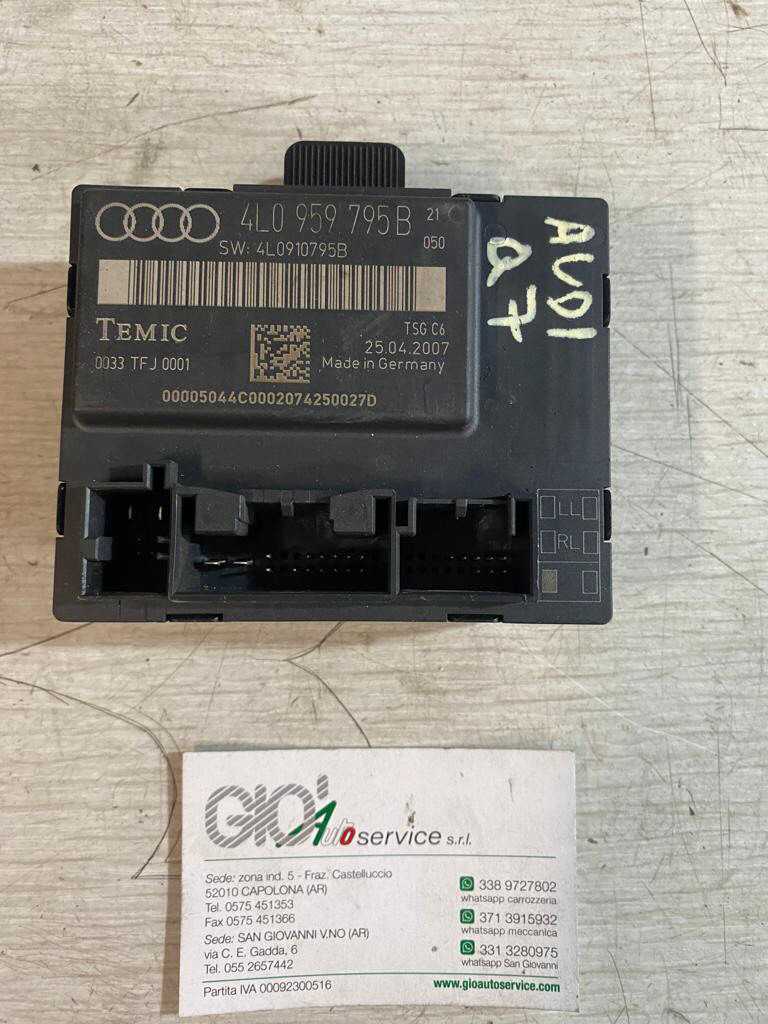 4L0 959 795 B 21
SW: 4L0910795B 050
AUDI
Q7
TEMIC
TSG C6
25.04.2007
0033 TFJ 0001
Made in Germany
00005044C0002074250027D
LL
RL
GIO'
Autoservice s.r.l.
Sede: zona ind. 5 - Fraz. Castelluccio
52010 CAPOLONA (AR)
Tel. 0575 451353
Fax 0575 451366
Sede: SAN GIOVANNI V.NO (AR)
via C. E. Gadda, 6
Tel. 055 2657442
Partita IVA 00092300516
338 9727802
whatsapp carrozzeria
371 3915932
whatsapp meccanica
331 3280975
whatsapp San Giovanni
www.gioautoservice.com